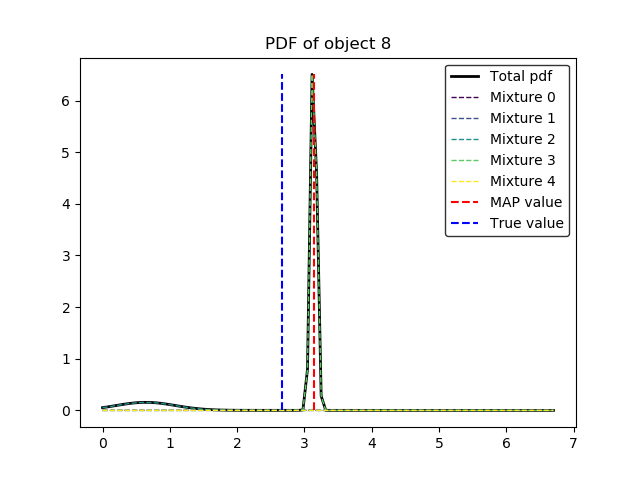 PDF of object 8
Total pdf
Mixture 0
Mixture 1
Mixture 2
Mixture 3
Mixture 4
MAP value
True value
6
5
4
3
2
1
0
0 1 2 3 4 5 6 7